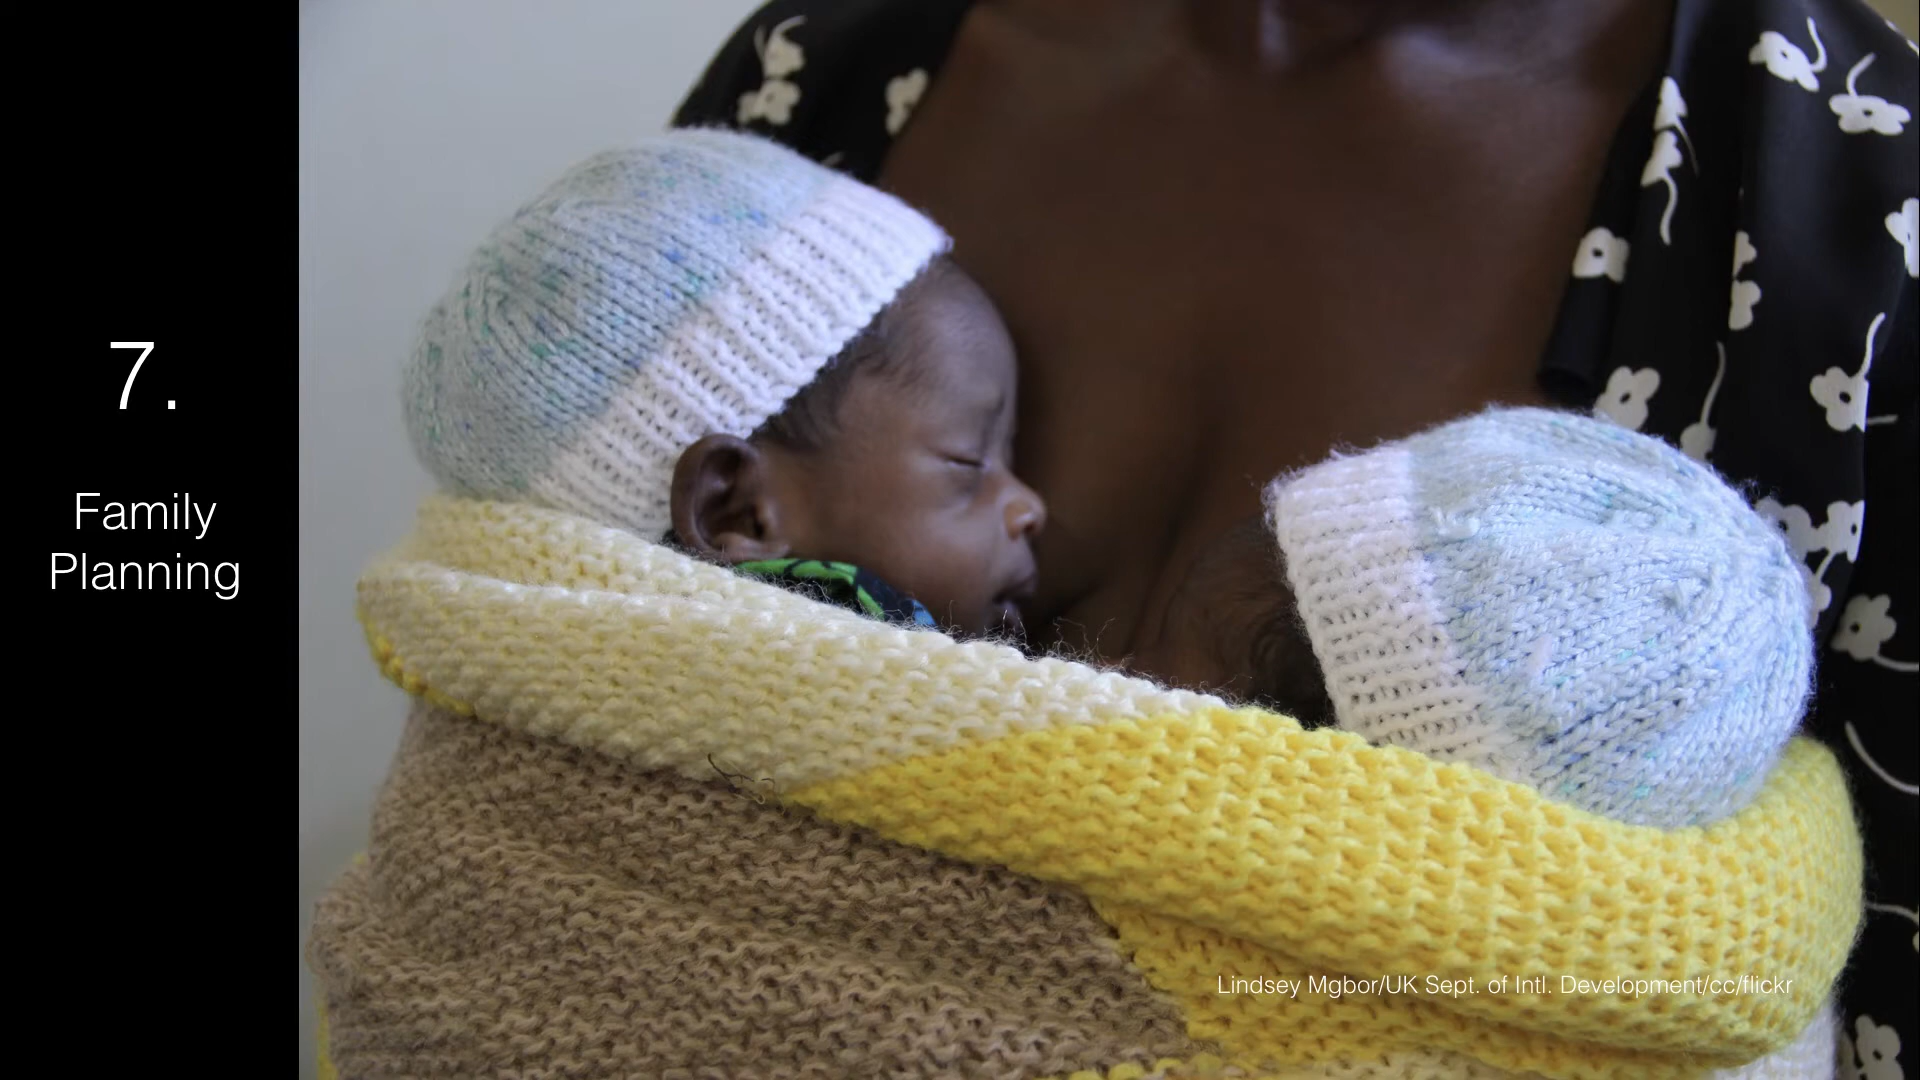 7.
Family
Planning
Lindsey Mgbor/UK Sept. of Intl. Development/cc/flickr